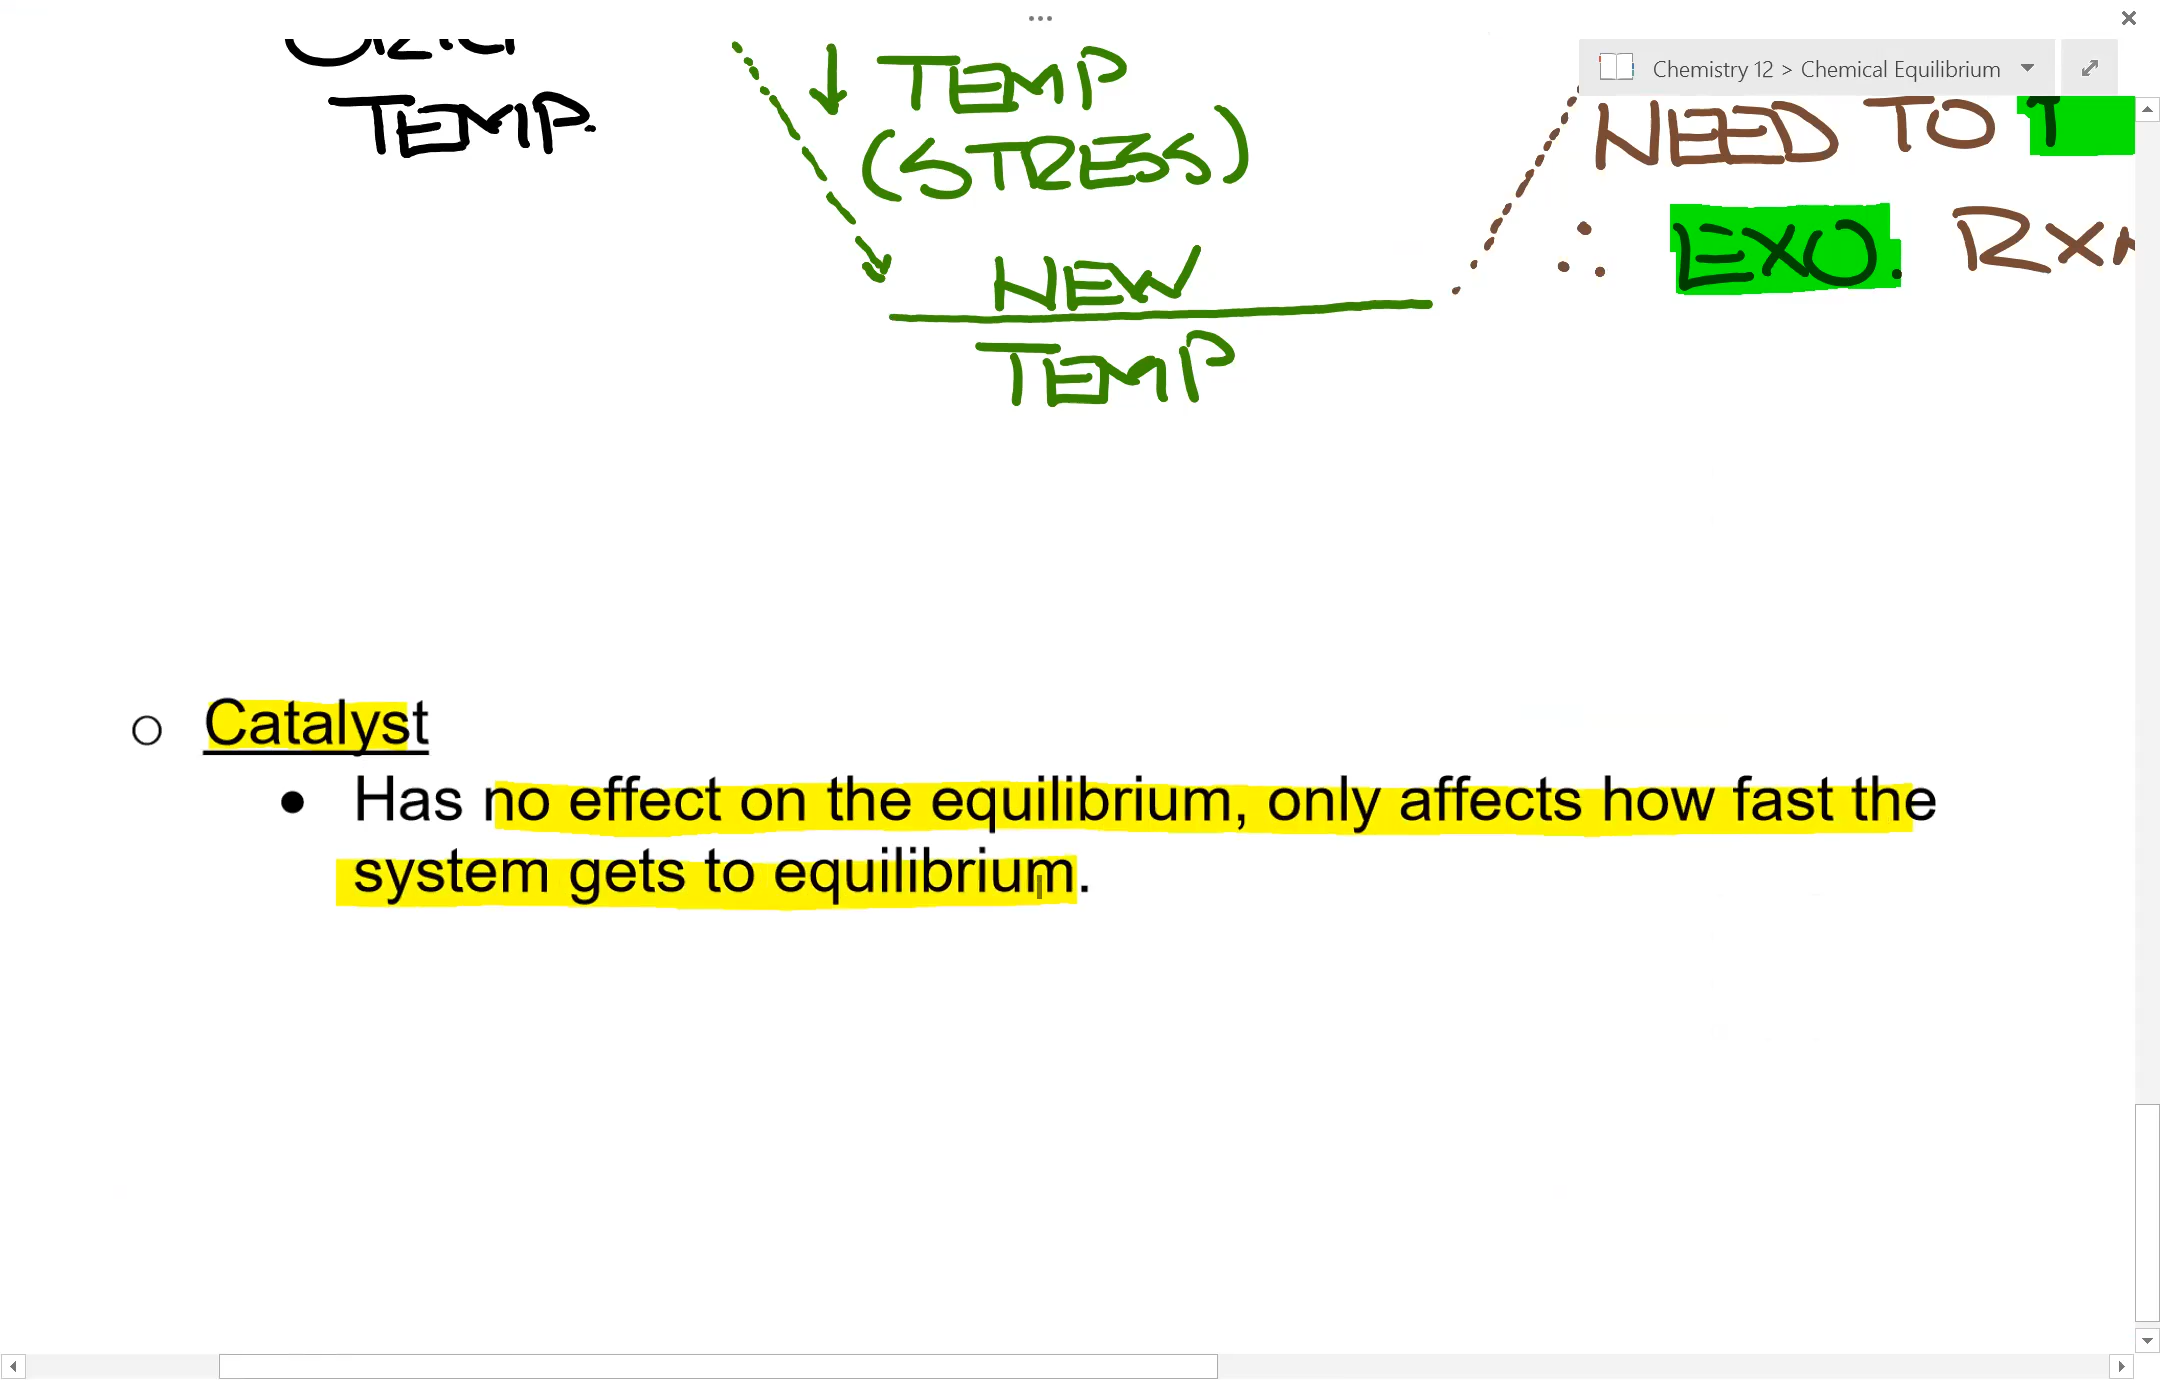 Chemistry 12 > Chemical Equilibrium
TEMP.
↓ TEMP
(STRESS)
NEW
TEMP
NEED TO ↑
∴ EXO. RX
Catalyst
Has no effect on the equilibrium, only affects how fast the
system gets to equilibrium.